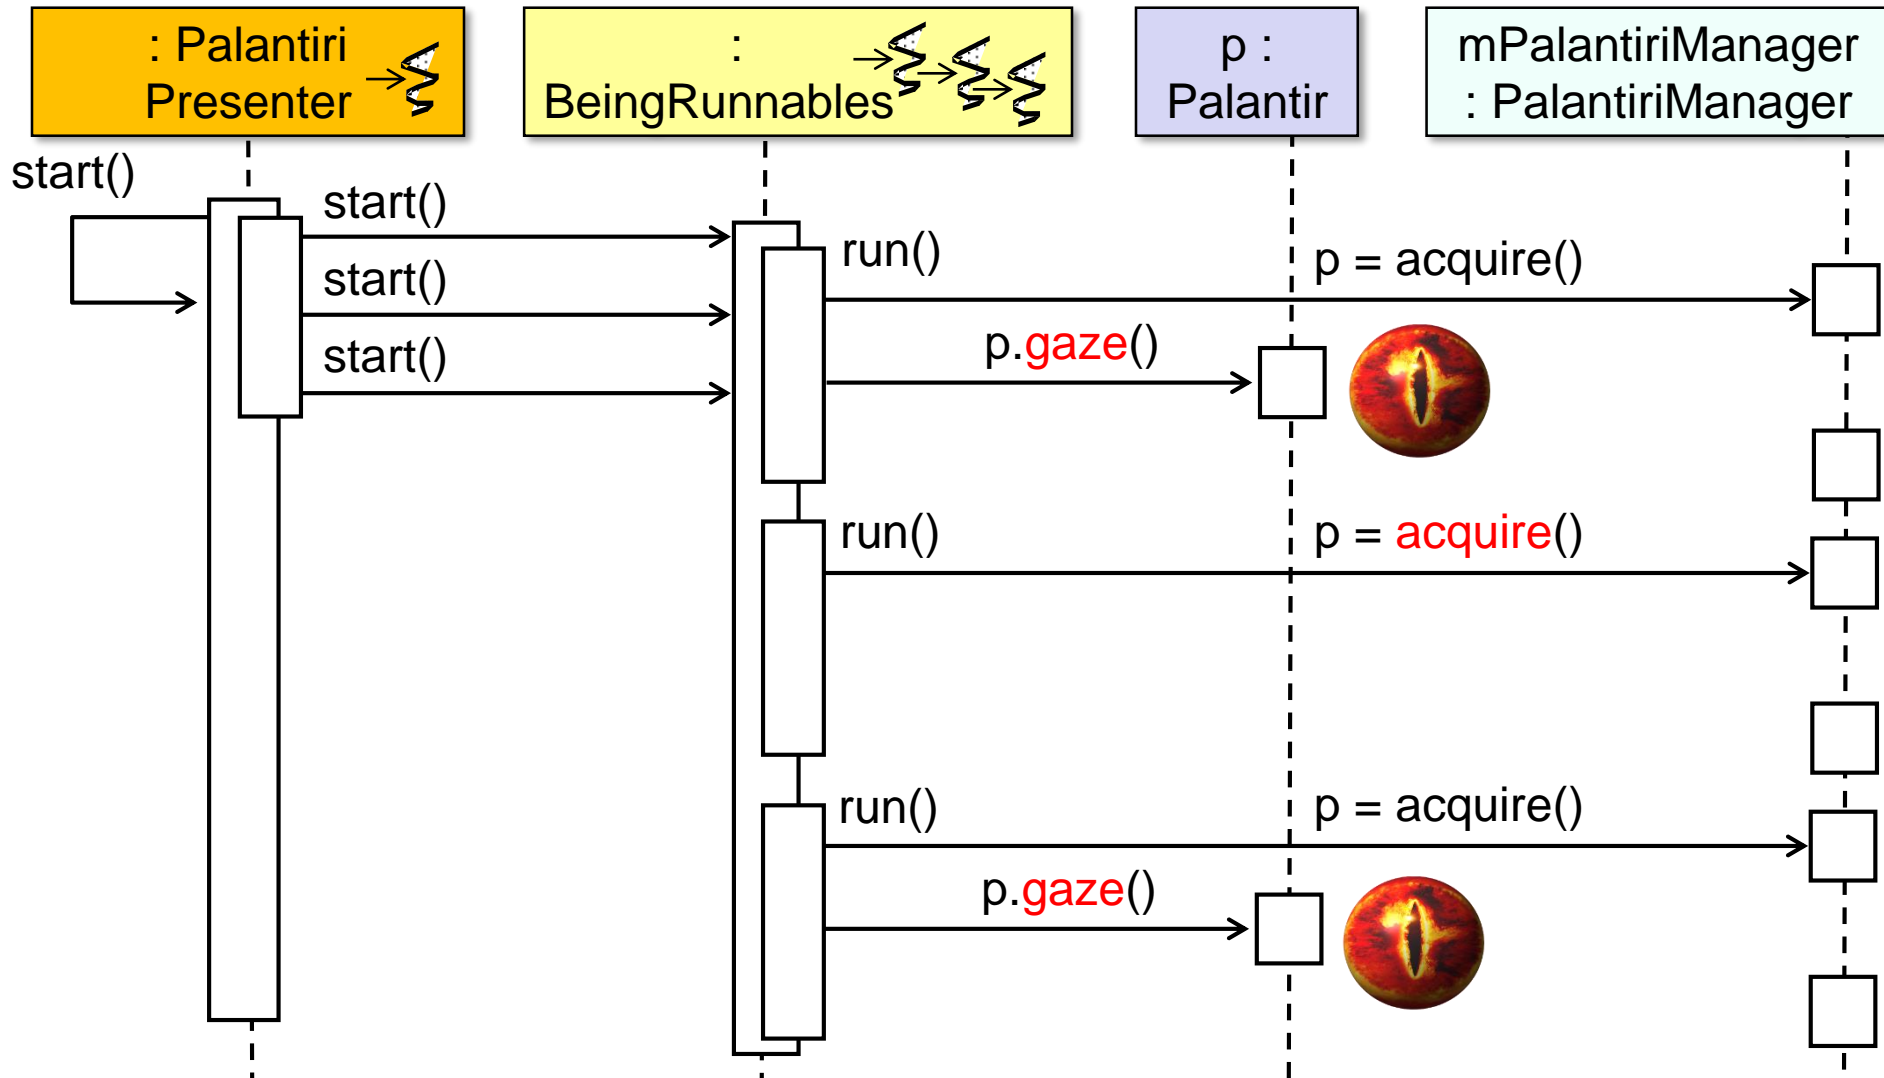 : Palantiri
Presenter
:
BeingRunnables
p :
Palantir
mPalantiriManager
: PalantiriManager
start()
start()
start()
start()
run()
p = acquire()
p.gaze()
run()
p = acquire()
run()
p = acquire()
p.gaze()